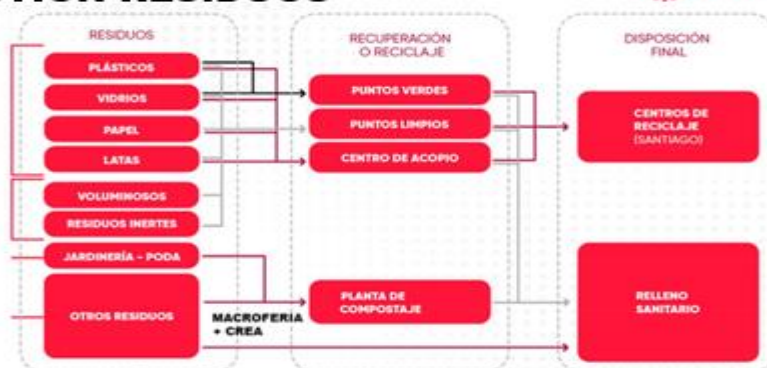 RESIDUOS
RESIDUOS
PLÁSTICOS
VIDRIOS
PAPEL
LATAS
VOLUMINOSOS
RESIDUOS INERTES
JARDINERÍA - PODA
OTROS RESIDUOS
MACROFERIA
+ CREA
RECUPERACIÓN
O RECICLAJE
PUNTOS VERDES
PUNTOS LIMPIOS
CENTRO DE ACOPIO
PLANTA DE
COMPOSTAJE
DISPOSICIÓN
FINAL
CENTROS DE
RECICLAJE
(SANTIAGO)
RELLENO
SANITARIO